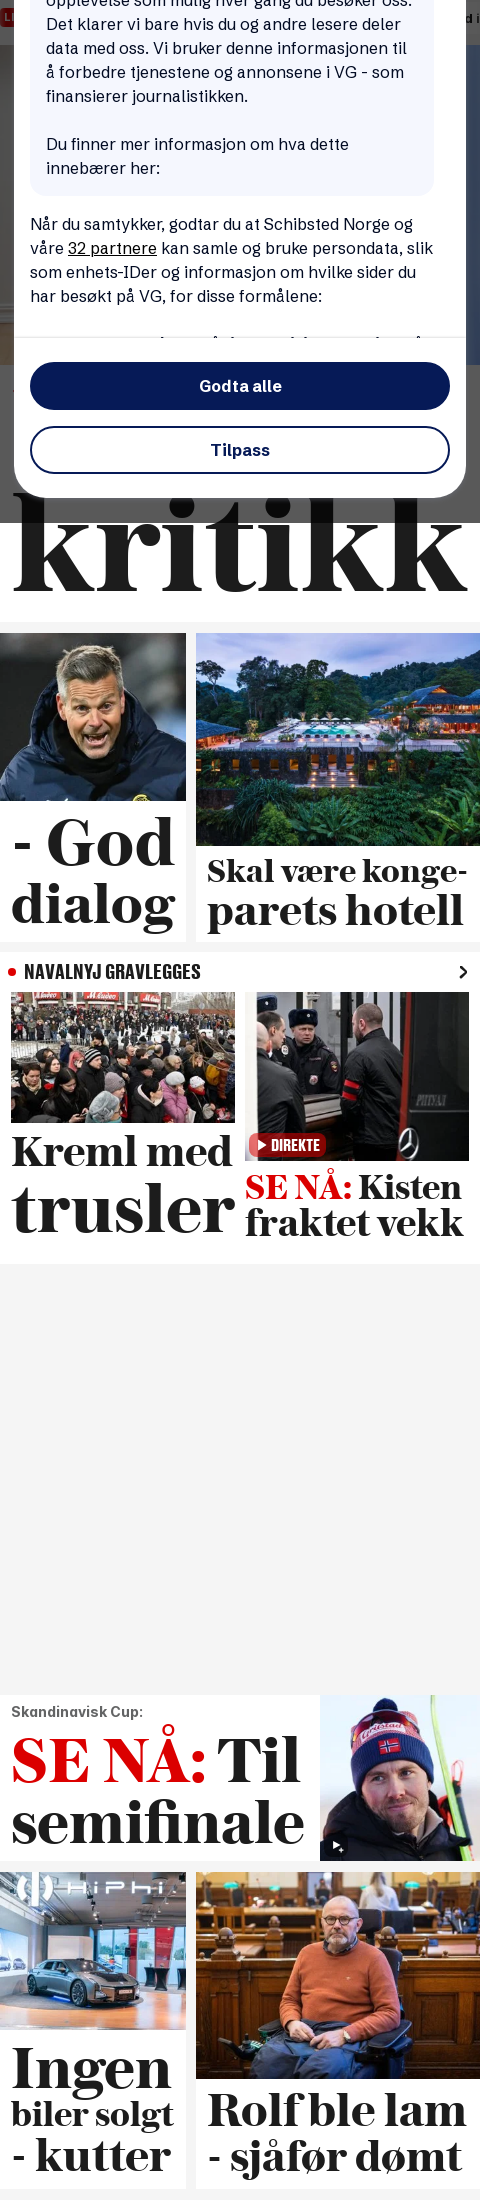 opplevelse som mulig hver gang du besøker oss.
Det klarer vi bare hvis du og andre lesere deler
data med oss. Vi bruker denne informasjonen til
å forbedre tjenestene og annonsene i VG - som
finansierer journalistikken.
Du finner mer informasjon om hva dette
innebærer her:
Når du samtykker, godtar du at Schibsted Norge og
våre 32 partnere kan samle og bruke persondata, slik
som enhets-IDer og informasjon om hvilke sider du
har besøkt på VG, for disse formålene:
Godta alle
Tilpass
kritikk
- God
dialog
Skal være konge-
parets hotell
NAVALNYJ GRAVLEGGES
Kreml med
trusler
DIREKTE
SE NÅ: Kisten
fraktet vekk
Skandinavisk Cup:
SE NÅ: Til
semifinale
HiPhi
Ingen
biler solgt
- kutter
Rolf ble lam
- sjåfør dømt